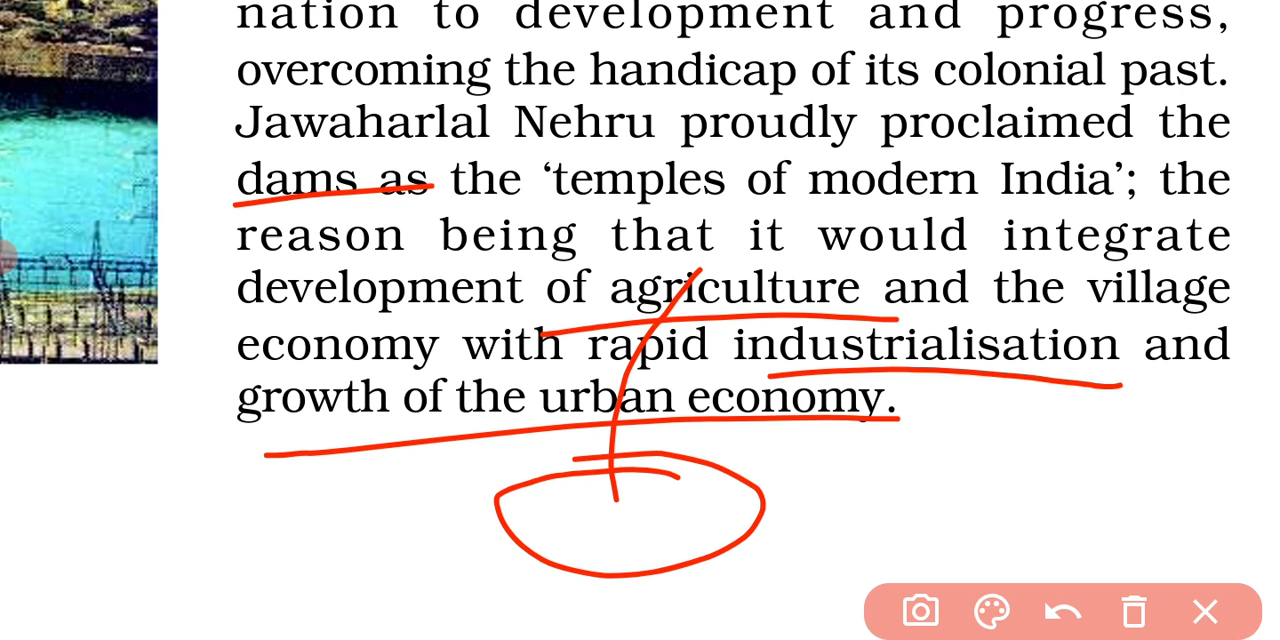 nation to development and progress,
overcoming the handicap of its colonial past.
Jawaharlal Nehru proudly proclaimed the
dams as the ‘temples of modern India’; the
reason being that it would integrate
development of agriculture and the village
economy with rapid industrialisation and
growth of the urban economy.